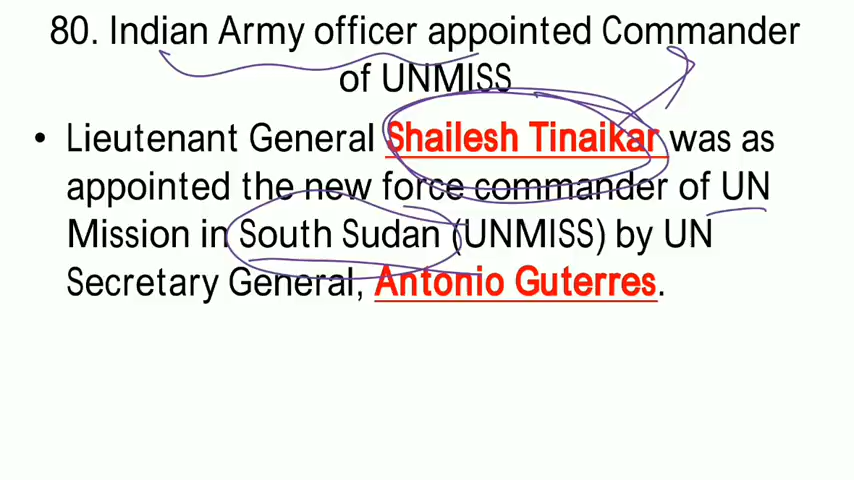 80. Indian Army officer appointed Commander
of UNMISS
• Lieutenant General Shailesh Tinaikar was as
appointed the new force commander of UN
Mission in South Sudan (UNMISS) by UN
Secretary General, Antonio Guterres.